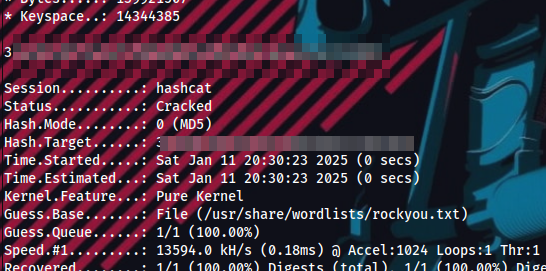 * Bytes.....: 139921507
* Keyspace..: 14344385
3
Session..........: hashcat
Status...........: Cracked
Hash.Mode........: 0 (MD5)
Hash.Target......: 3
Time.Started.....: Sat Jan 11 20:30:23 2025 (0 secs)
Time.Estimated...: Sat Jan 11 20:30:23 2025 (0 secs)
Kernel.Feature...: Pure Kernel
Guess.Base.......: File (/usr/share/wordlists/rockyou.txt)
Guess.Queue......: 1/1 (100.00%)
Speed.#1.........: 13594.0 kH/s (0.18ms) @ Accel:1024 Loops:1 Thr:1
Recovered........: 1/1 (100.00%) Digests (total), 1/1 (100.00%) Dige